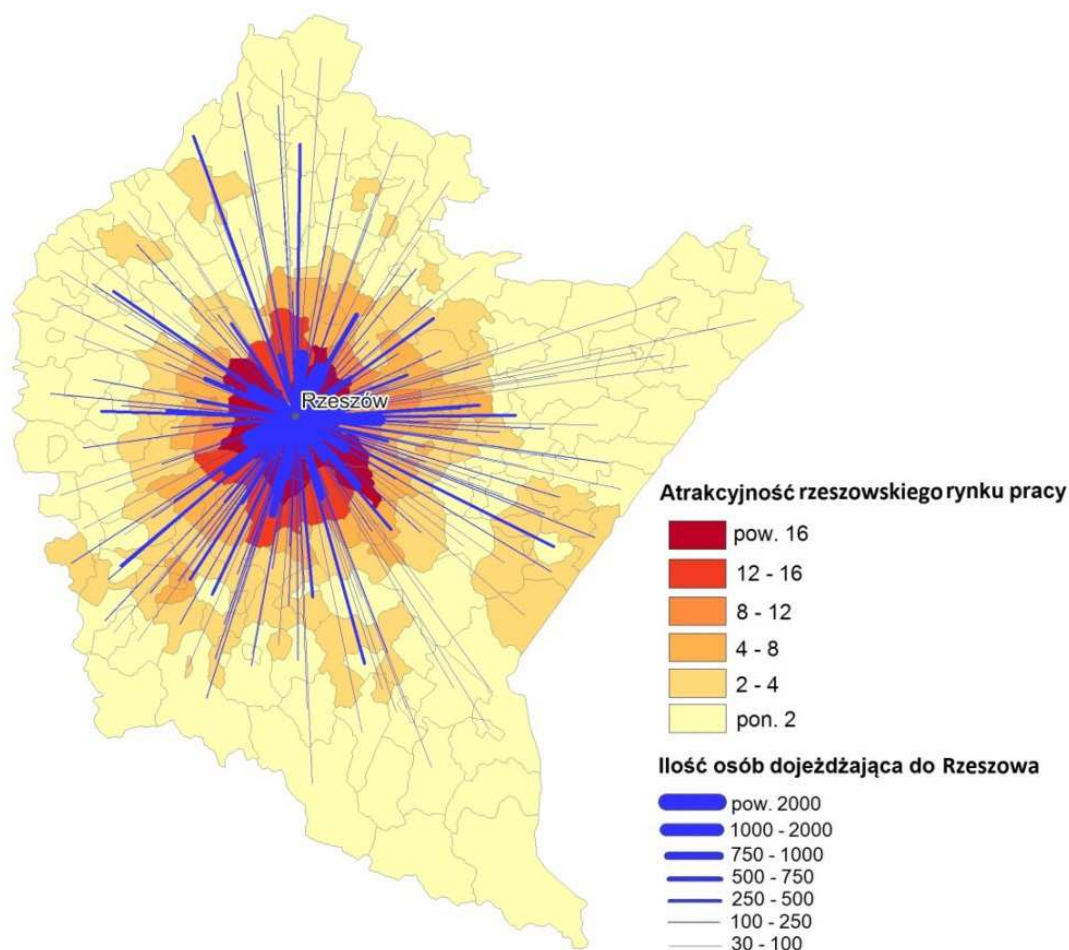 Rzeszów
Atrakcyjność rzeszowskiego rynku pracy
pow. 16
12 - 16
8 - 12
4 - 8
2 - 4
pon. 2
Ilość osób dojeżdżająca do Rzeszowa
pow. 2000
1000 - 2000
750 - 1000
500 - 750
250 - 500
100 - 250
30 - 100